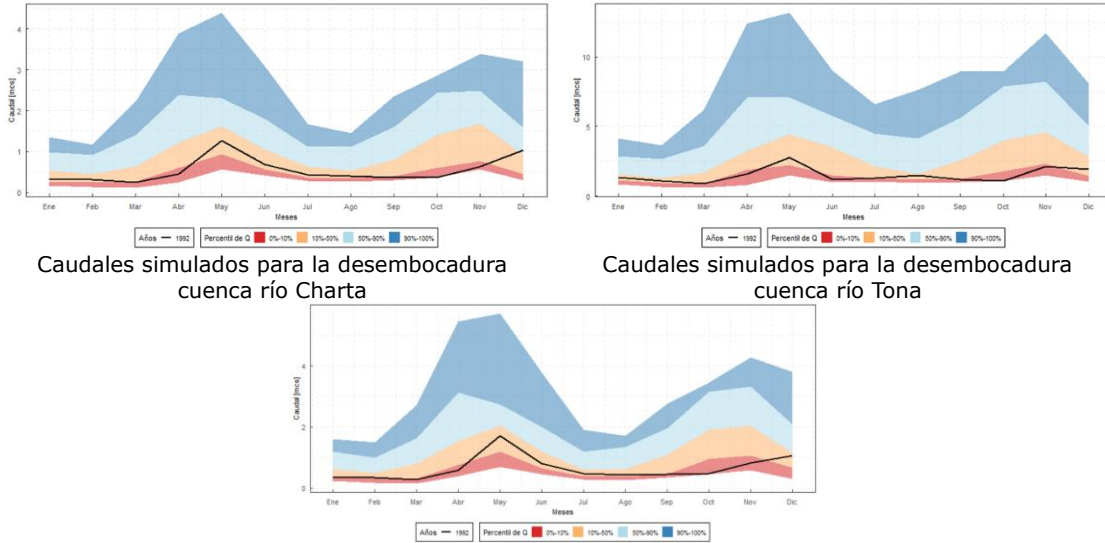 Caudal [mcs]
4
3
2
1
0
Ene Feb Mar Abr May Jun Jul Ago Sep Oct Nov Dic
Meses
Años 1992 Percentil de Q 0%-10% 10%-50% 50%-90% 90%-100%
Caudales simulados para la desembocadura
cuenca río Charta
Caudal [mcs]
10
5
0
Ene Feb Mar Abr May Jun Jul Ago Sep Oct Nov Dic
Meses
Años 1992 Percentil de Q 0%-10% 10%-50% 50%-90% 90%-100%
Caudales simulados para la desembocadura
cuenca río Tona
Caudal [mcs]
4
2
0
Ene Feb Mar Abr May Jun Jul Ago Sep Oct Nov Dic
Meses
Años 1992 Percentil de Q 0%-10% 10%-50% 50%-90% 90%-100%